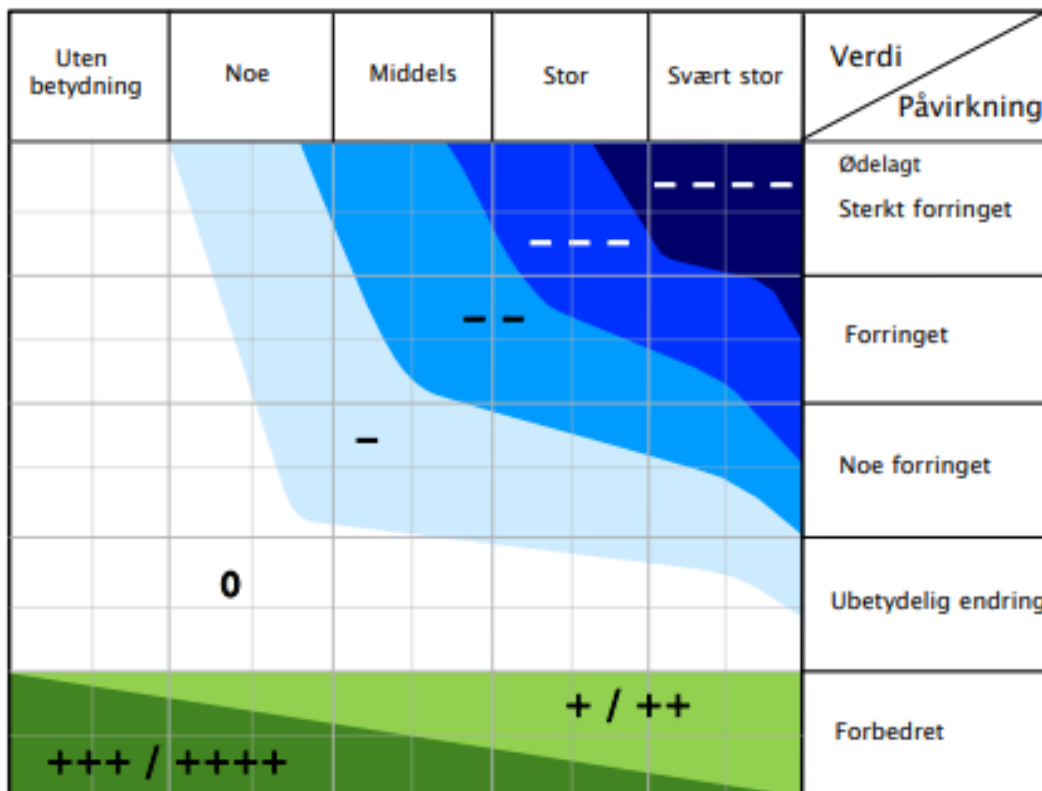 Uten
betydning
Noe
Middels
Stor
Svært stor
Verdi
Påvirkning
Ødelagt
Sterkt forringet
Forringet
Noe forringet
Ubetydelig endring
Forbedret
− − − −
− − −
− −
−
0
+ / ++
+++ / ++++